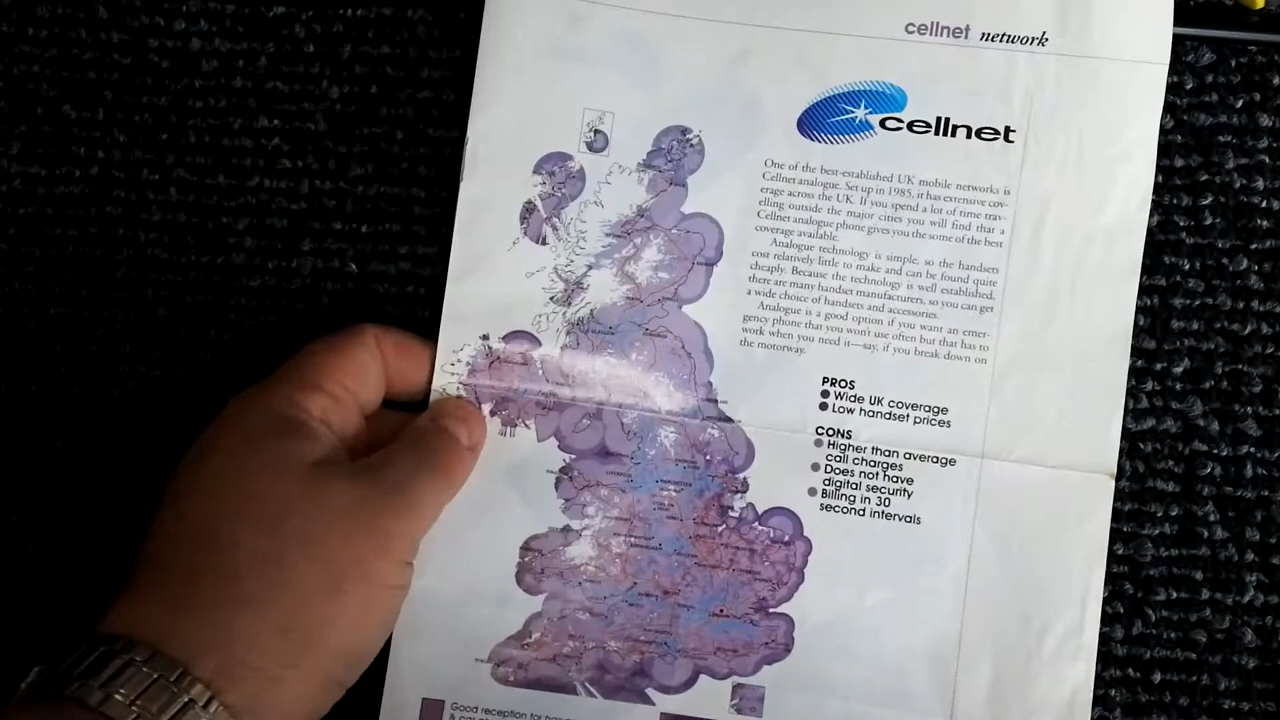 cellnet network
cellnet
One of the best-established UK mobile networks is
Cellnet analogue. Set up in 1985, it has extensive cov-
erage across the UK. If you spend a lot of time trav-
elling outside the major cities you will find that a
Cellnet analogue phone gives you the some of the best
coverage available.
Analogue technology is simple, so the handsets
cost relatively little to make and can be found quite
cheaply. Because the technology is well established,
there are many handset manufacturers, so you can get
a wide choice of handsets and accessories.
Analogue is a good option if you want an emer-
gency phone that you won't use often but that has to
work when you need it—say, if you break down on
the motorway.
PROS
Wide UK coverage
Low handset prices
CONS
Higher than average
call charges
Does not have
digital security
Billing in 30
second intervals
GLASGOW
LIVERPOOL
MANCHESTER
Good reception for